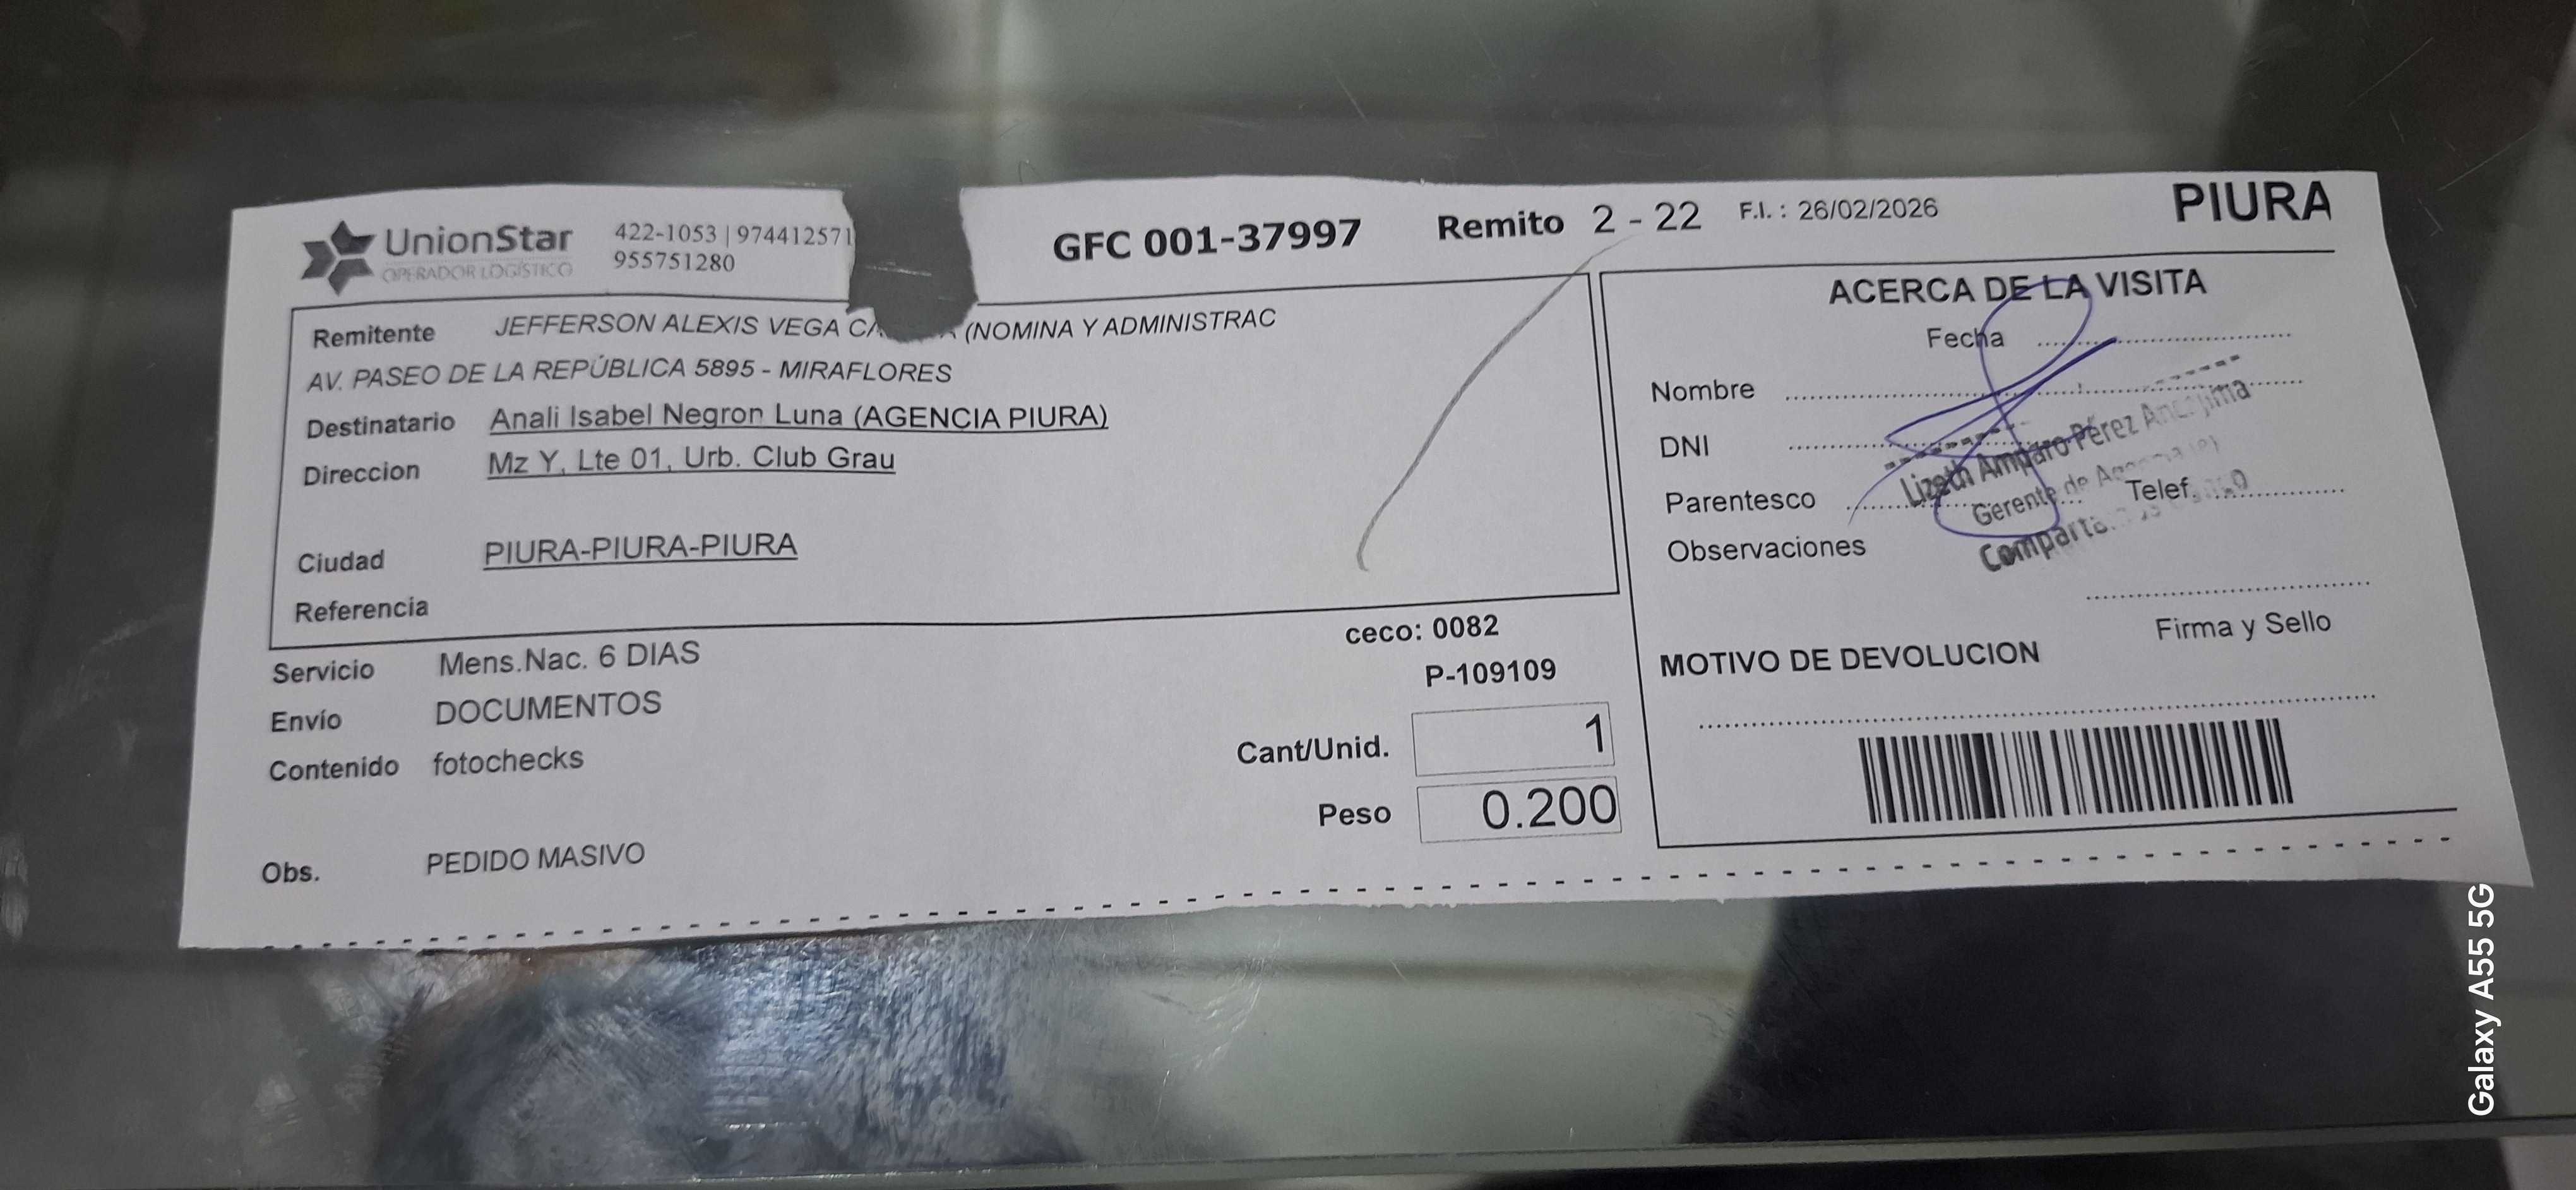 UnionStar
OPERADOR LOGÍSTICO
422-1053 | 974412571
955751280
GFC 001-37997
Remito 2 - 22
F.I. : 26/02/2026
PIURA
Remitente JEFFERSON ALEXIS VEGA (NOMINA Y ADMINISTRAC
AV. PASEO DE LA REPÚBLICA 5895 - MIRAFLORES
Destinatario Anali Isabel Negron Luna (AGENCIA PIURA)
Direccion Mz Y, Lte 01, Urb. Club Grau
Ciudad PIURA-PIURA-PIURA
Referencia
Servicio Mens.Nac. 6 DIAS
Envío DOCUMENTOS
Contenido fotochecks
Obs. PEDIDO MASIVO
ceco: 0082
P-109109
Cant/Unid. 1
Peso 0.200
ACERCA DE LA VISITA
Fecha
Nombre
DNI
Parentesco
Telef.
Observaciones
Lizeth Amparo Pérez
Gerente de
Firma y Sello
MOTIVO DE DEVOLUCION
Galaxy A55 5G